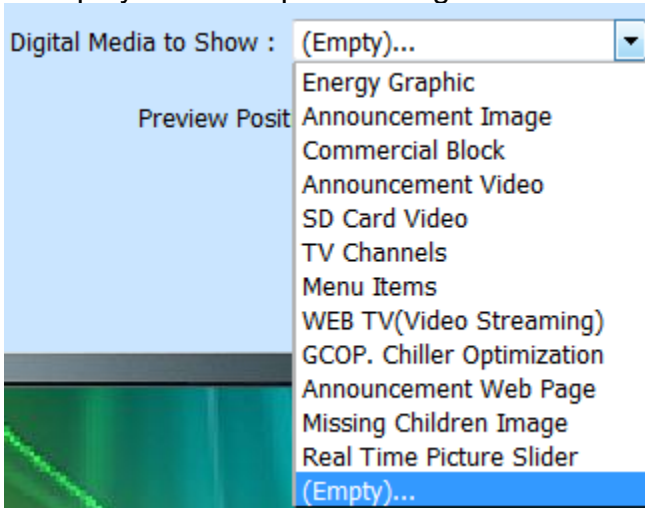 Digital Media to Show : (Empty)...
Energy Graphic
Preview Posit Announcement Image
Commercial Block
Announcement Video
SD Card Video
TV Channels
Menu Items
WEB TV(Video Streaming)
GCOP. Chiller Optimization
Announcement Web Page
Missing Children Image
Real Time Picture Slider
(Empty)...